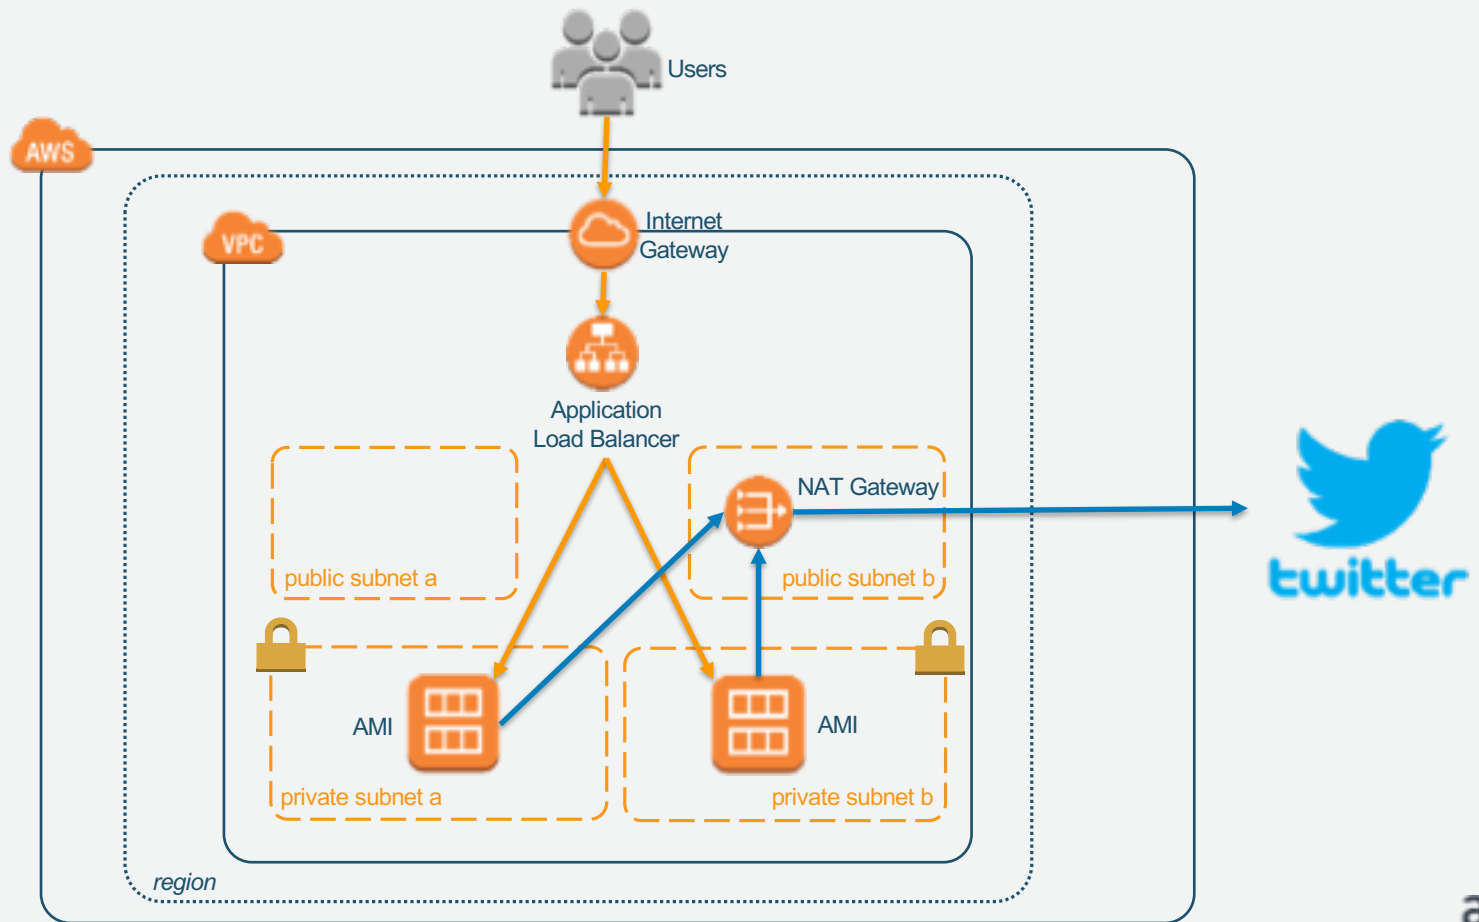 Users
AWS
Internet
Gateway
VPC
Application
Load Balancer
NAT Gateway
public subnet a
public subnet b
twitter
AMI
AMI
private subnet a
private subnet b
region